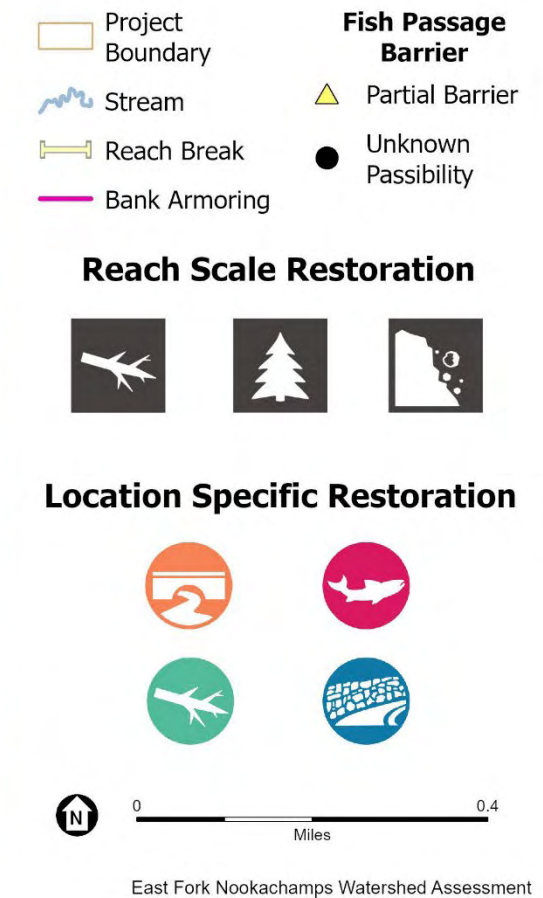 Project
Boundary
Stream
Reach Break
Bank Armoring
Fish Passage
Barrier
Partial Barrier
Unknown
Passibility
Reach Scale Restoration
Location Specific Restoration
N
0
0.4
Miles
East Fork Nookachamps Watershed Assessment